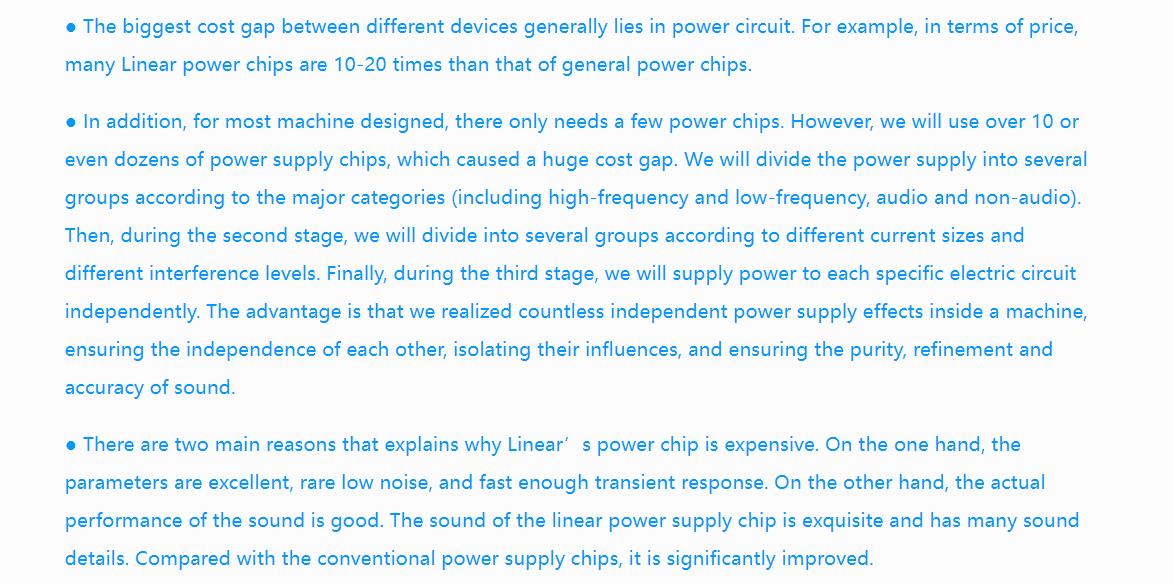 ● The biggest cost gap between different devices generally lies in power circuit. For example, in terms of price,
many Linear power chips are 10-20 times than that of general power chips.
● In addition, for most machine designed, there only needs a few power chips. However, we will use over 10 or
even dozens of power supply chips, which caused a huge cost gap. We will divide the power supply into several
groups according to the major categories (including high-frequency and low-frequency, audio and non-audio).
Then, during the second stage, we will divide into several groups according to different current sizes and
different interference levels. Finally, during the third stage, we will supply power to each specific electric circuit
independently. The advantage is that we realized countless independent power supply effects inside a machine,
ensuring the independence of each other, isolating their influences, and ensuring the purity, refinement and
accuracy of sound.
● There are two main reasons that explains why Linear’ s power chip is expensive. On the one hand, the
parameters are excellent, rare low noise, and fast enough transient response. On the other hand, the actual
performance of the sound is good. The sound of the linear power supply chip is exquisite and has many sound
details. Compared with the conventional power supply chips, it is significantly improved.